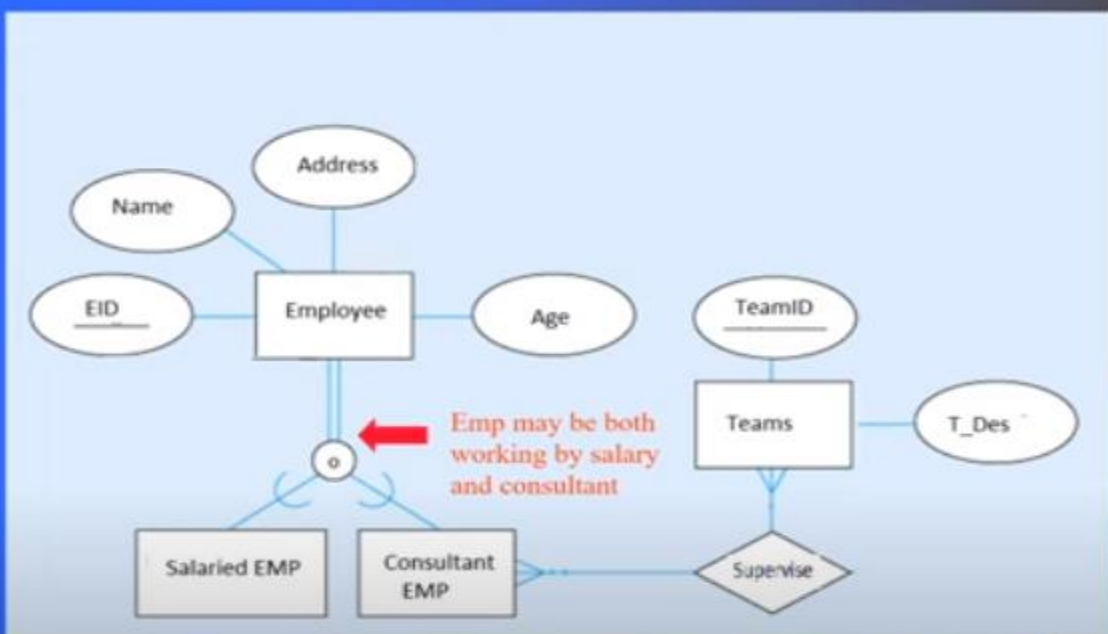 Address
Name
EID
Employee
Age
TeamID
Teams
T_Des
Emp may be both
working by salary
and consultant
o
Salaried EMP
Consultant
EMP
Supervise